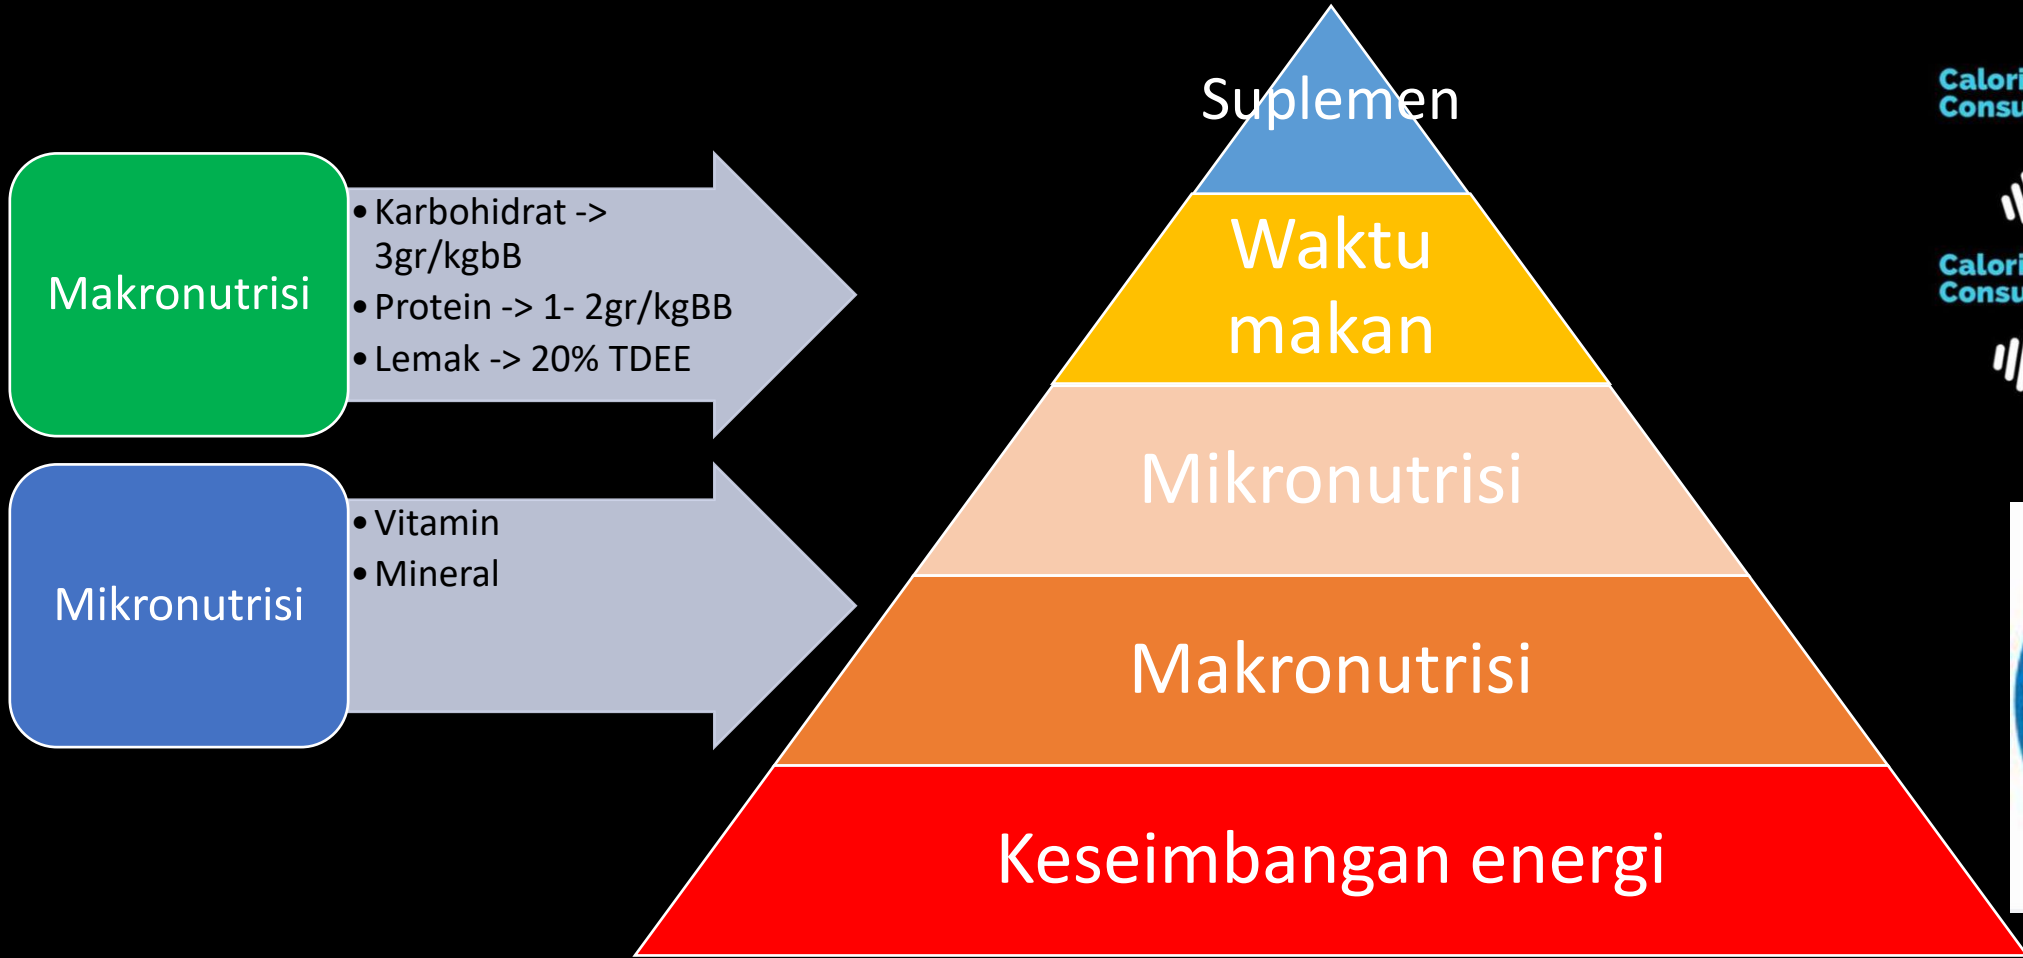 Makronutrisi
• Karbohidrat ->
3gr/kgbB
• Protein -> 1- 2gr/kgBB
• Lemak -> 20% TDEE
Mikronutrisi
• Vitamin
• Mineral
Suplemen
Waktu
makan
Mikronutrisi
Makronutrisi
Keseimbangan energi